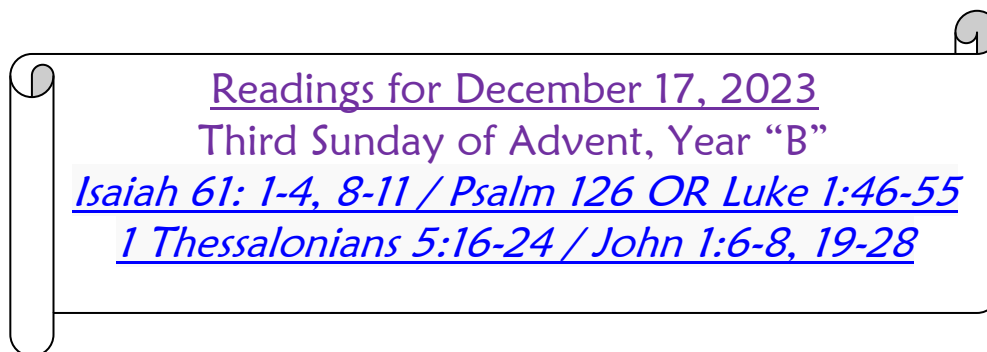 Readings for December 17, 2023
Third Sunday of Advent, Year “B”
Isaiah 61: 1-4, 8-11 / Psalm 126 OR Luke 1:46-55
1 Thessalonians 5:16-24 / John 1:6-8, 19-28